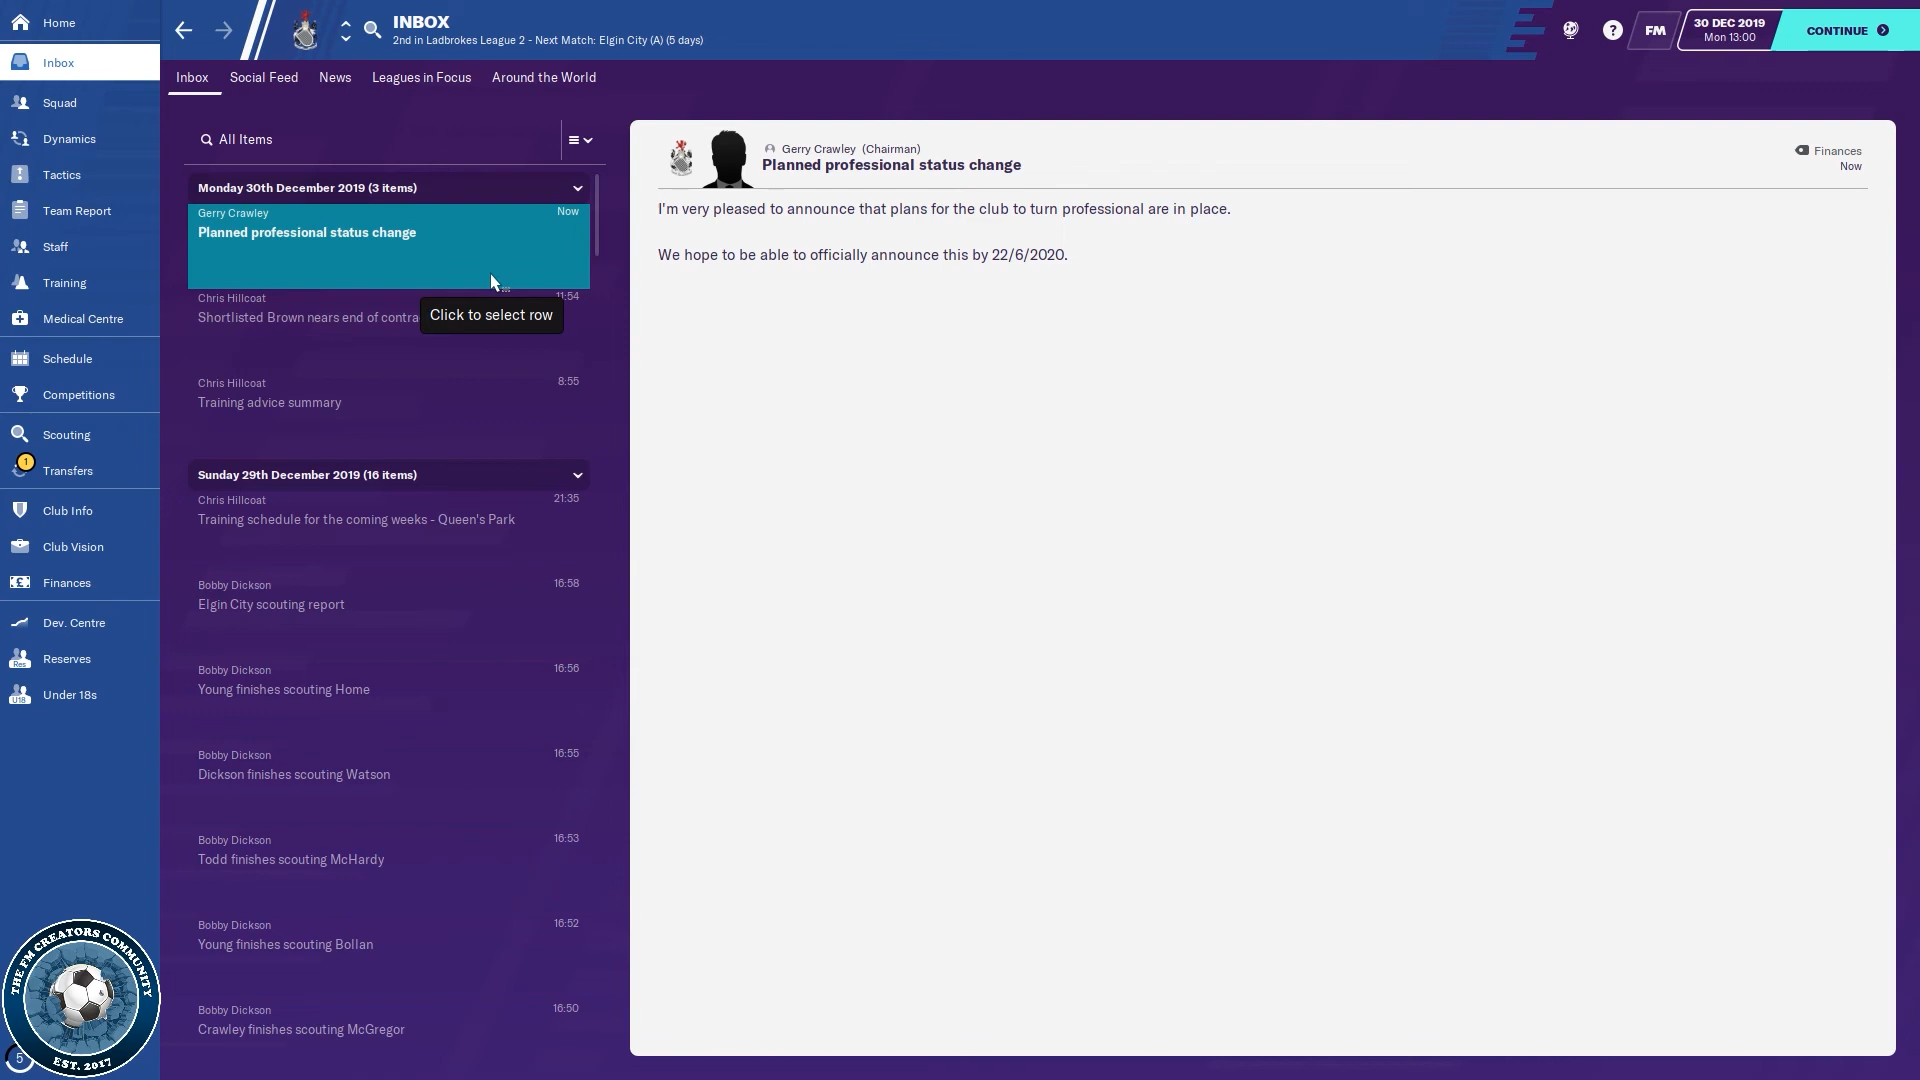 Home
Inbox
Squad
Dynamics
Tactics
Team Report
Staff
Training
Medical Centre
Schedule
Competitions
Scouting
1
Transfers
Club Info
Club Vision
Finances
Dev. Centre
Res
Reserves
U18
Under 18s
THE FM CREATORS COMMUNITY
EST. 2017
5
INBOX
2nd in Ladbrokes League 2 - Next Match: Elgin City (A) (5 days)
?
FM
30 DEC 2019
Mon 13:00
CONTINUE
Inbox Social Feed News Leagues in Focus Around the World
All Items
Monday 30th December 2019 (3 items)
Gerry Crawley Now
Planned professional status change
Chris Hillcoat 11:54
Shortlisted Brown nears end of contra
Click to select row
Chris Hillcoat 8:55
Training advice summary
Sunday 29th December 2019 (16 items)
Chris Hillcoat 21:35
Training schedule for the coming weeks - Queen's Park
Bobby Dickson 16:58
Elgin City scouting report
Bobby Dickson 16:56
Young finishes scouting Home
Bobby Dickson 16:55
Dickson finishes scouting Watson
Bobby Dickson 16:53
Todd finishes scouting McHardy
Bobby Dickson 16:52
Young finishes scouting Bollan
Bobby Dickson 16:50
Crawley finishes scouting McGregor
Gerry Crawley (Chairman)
Planned professional status change
Finances
Now
I'm very pleased to announce that plans for the club to turn professional are in place.
We hope to be able to officially announce this by 22/6/2020.